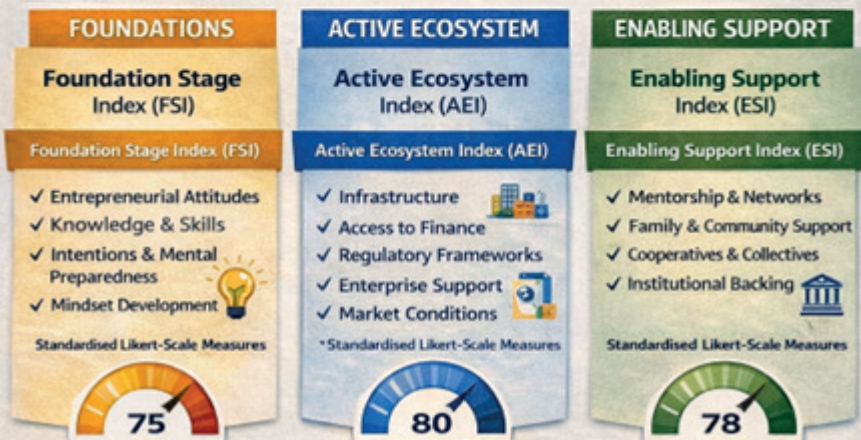 FOUNDATIONS
Foundation Stage
Index (FSI)
Foundation Stage Index (FSI)
✓ Entrepreneurial Attitudes
✓ Knowledge & Skills
✓ Intentions & Mental
Preparedness
✓ Mindset Development
Standardised Likert-Scale Measures
75
ACTIVE ECOSYSTEM
Active Ecosystem
Index (AEI)
Active Ecosystem Index (AEI)
✓ Infrastructure
✓ Access to Finance
✓ Regulatory Frameworks
✓ Enterprise Support
✓ Market Conditions
*Standardised Likert-Scale Measures
80
ENABLING SUPPORT
Enabling Support
Index (ESI)
Enabling Support Index (ESI)
✓ Mentorship & Networks
✓ Family & Community Support
✓ Cooperatives & Collectives
✓ Institutional Backing
Standardised Likert-Scale Measures
78